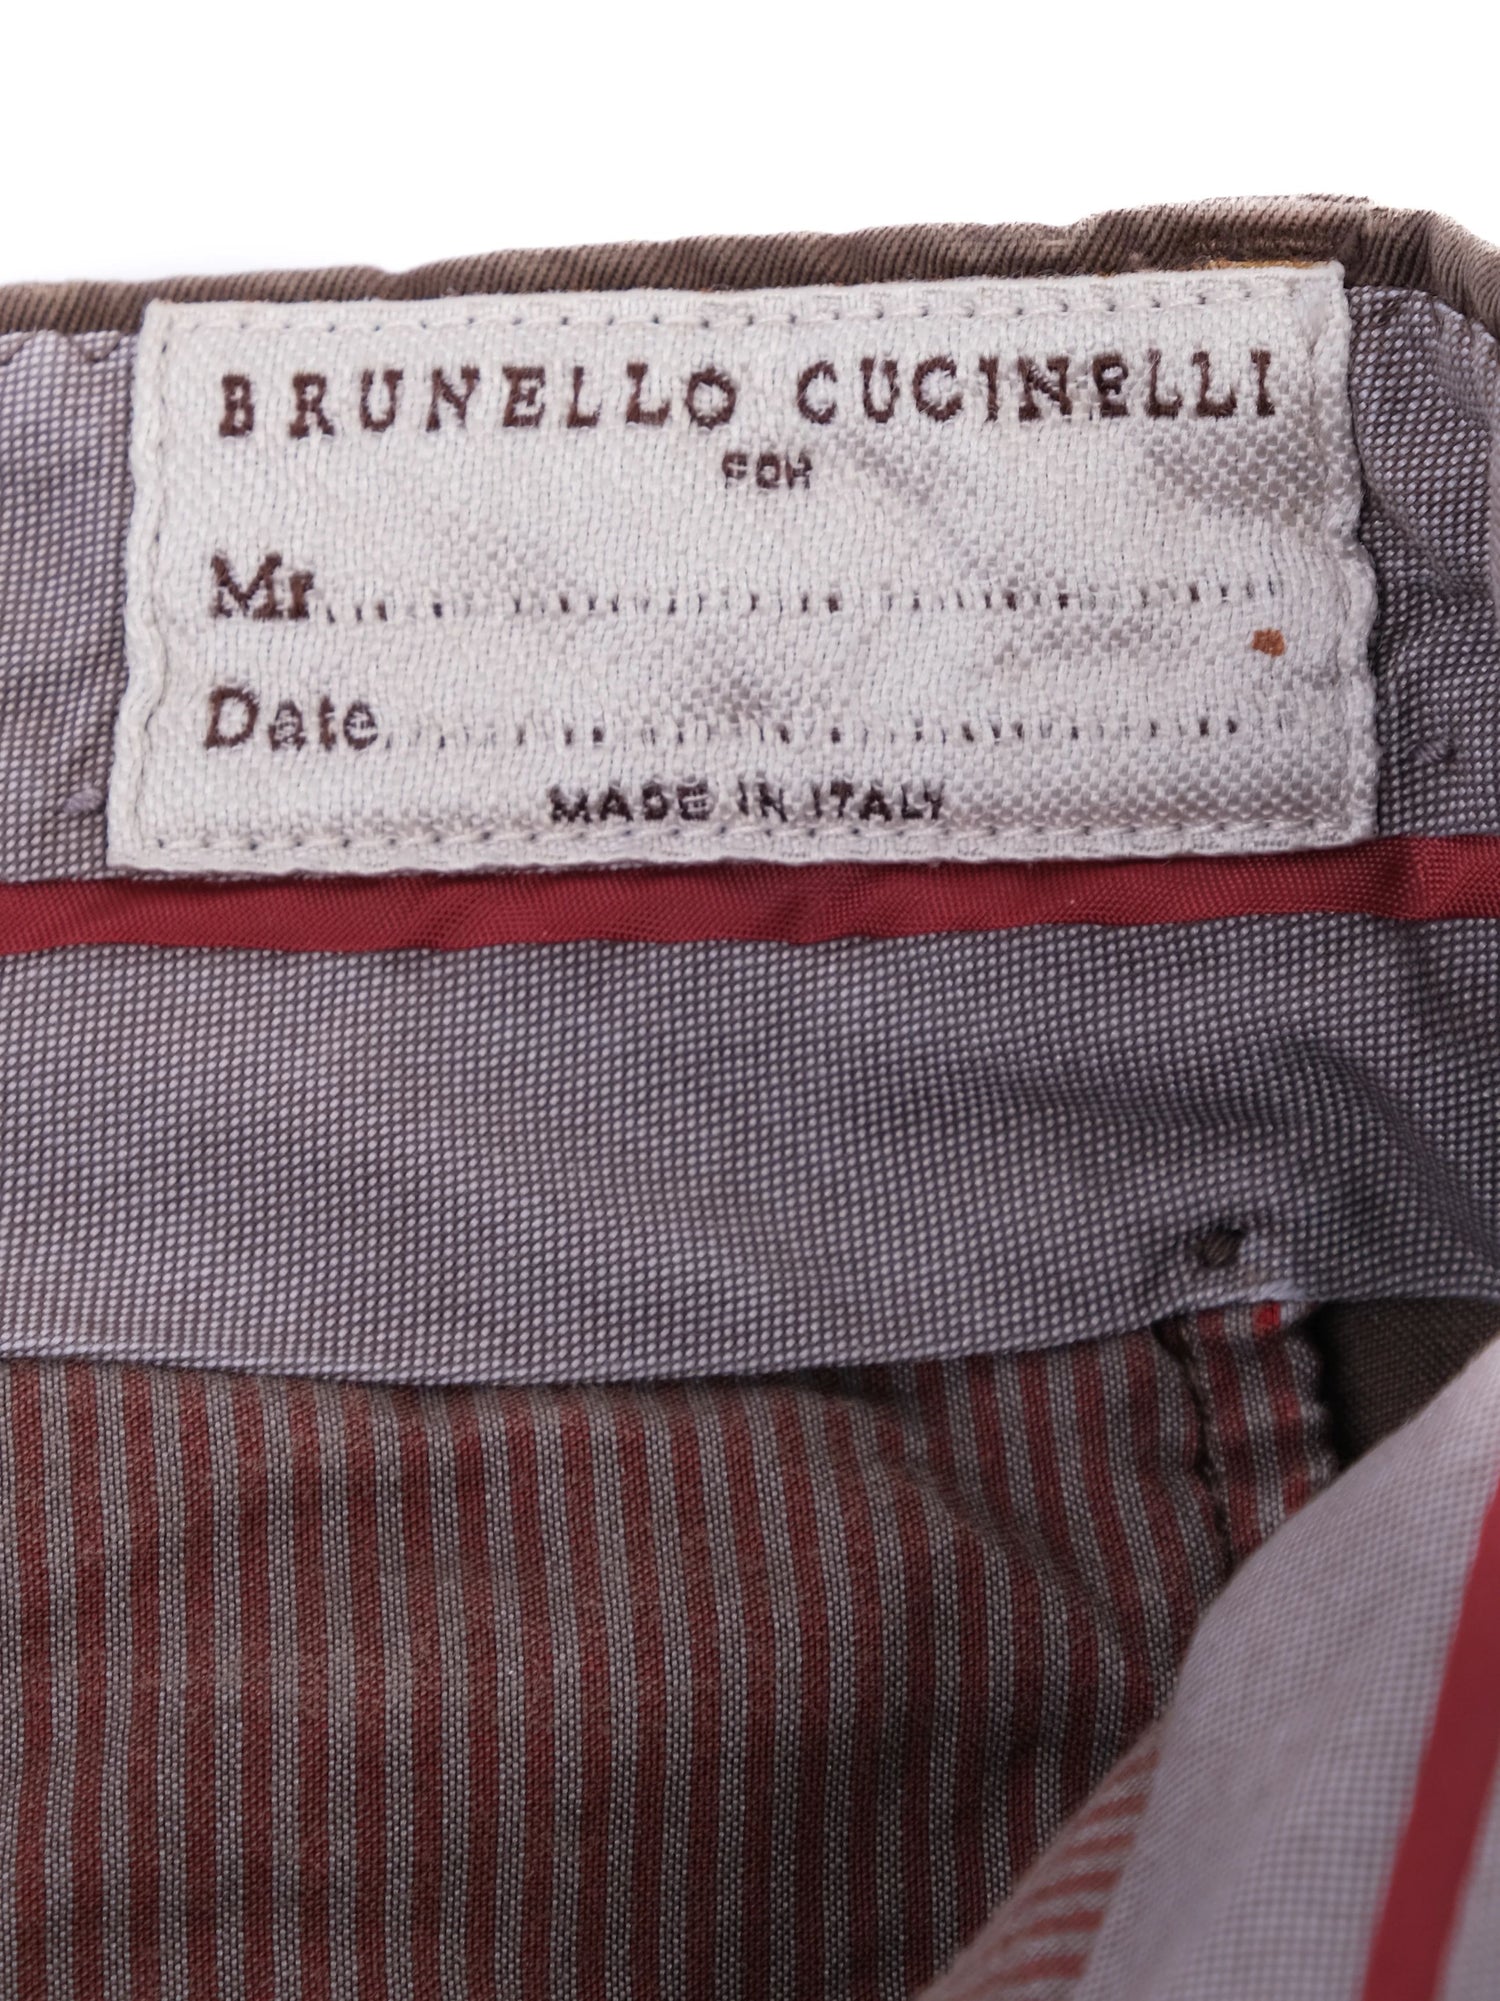 BRUNELLO CUCINELLI
FOR
Mr..............................
Date..............................
MADE IN ITALY